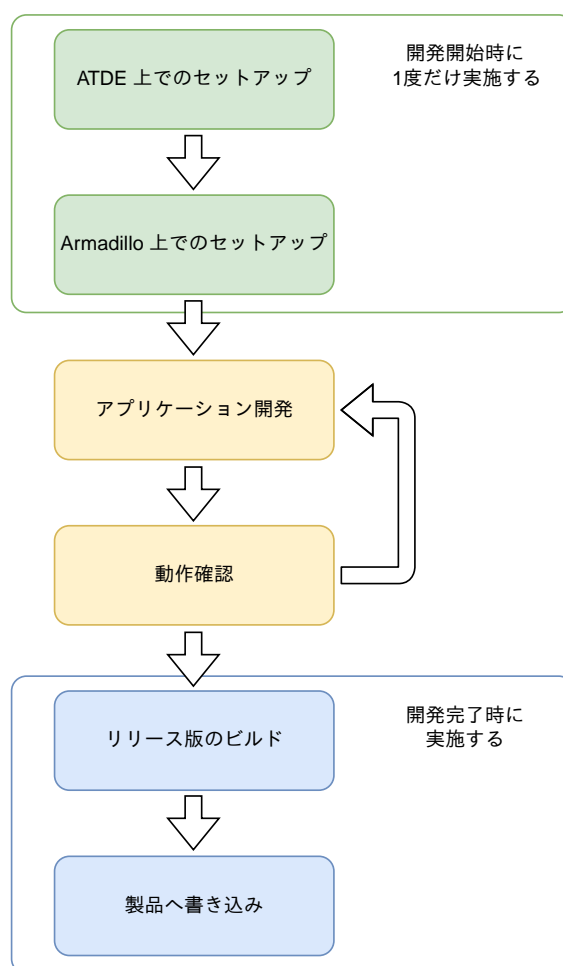 ATDE 上でのセットアップ
開発開始時に
1度だけ実施する
Armadillo 上でのセットアップ
アプリケーション開発
動作確認
リリース版のビルド
開発完了時に
実施する
製品へ書き込み